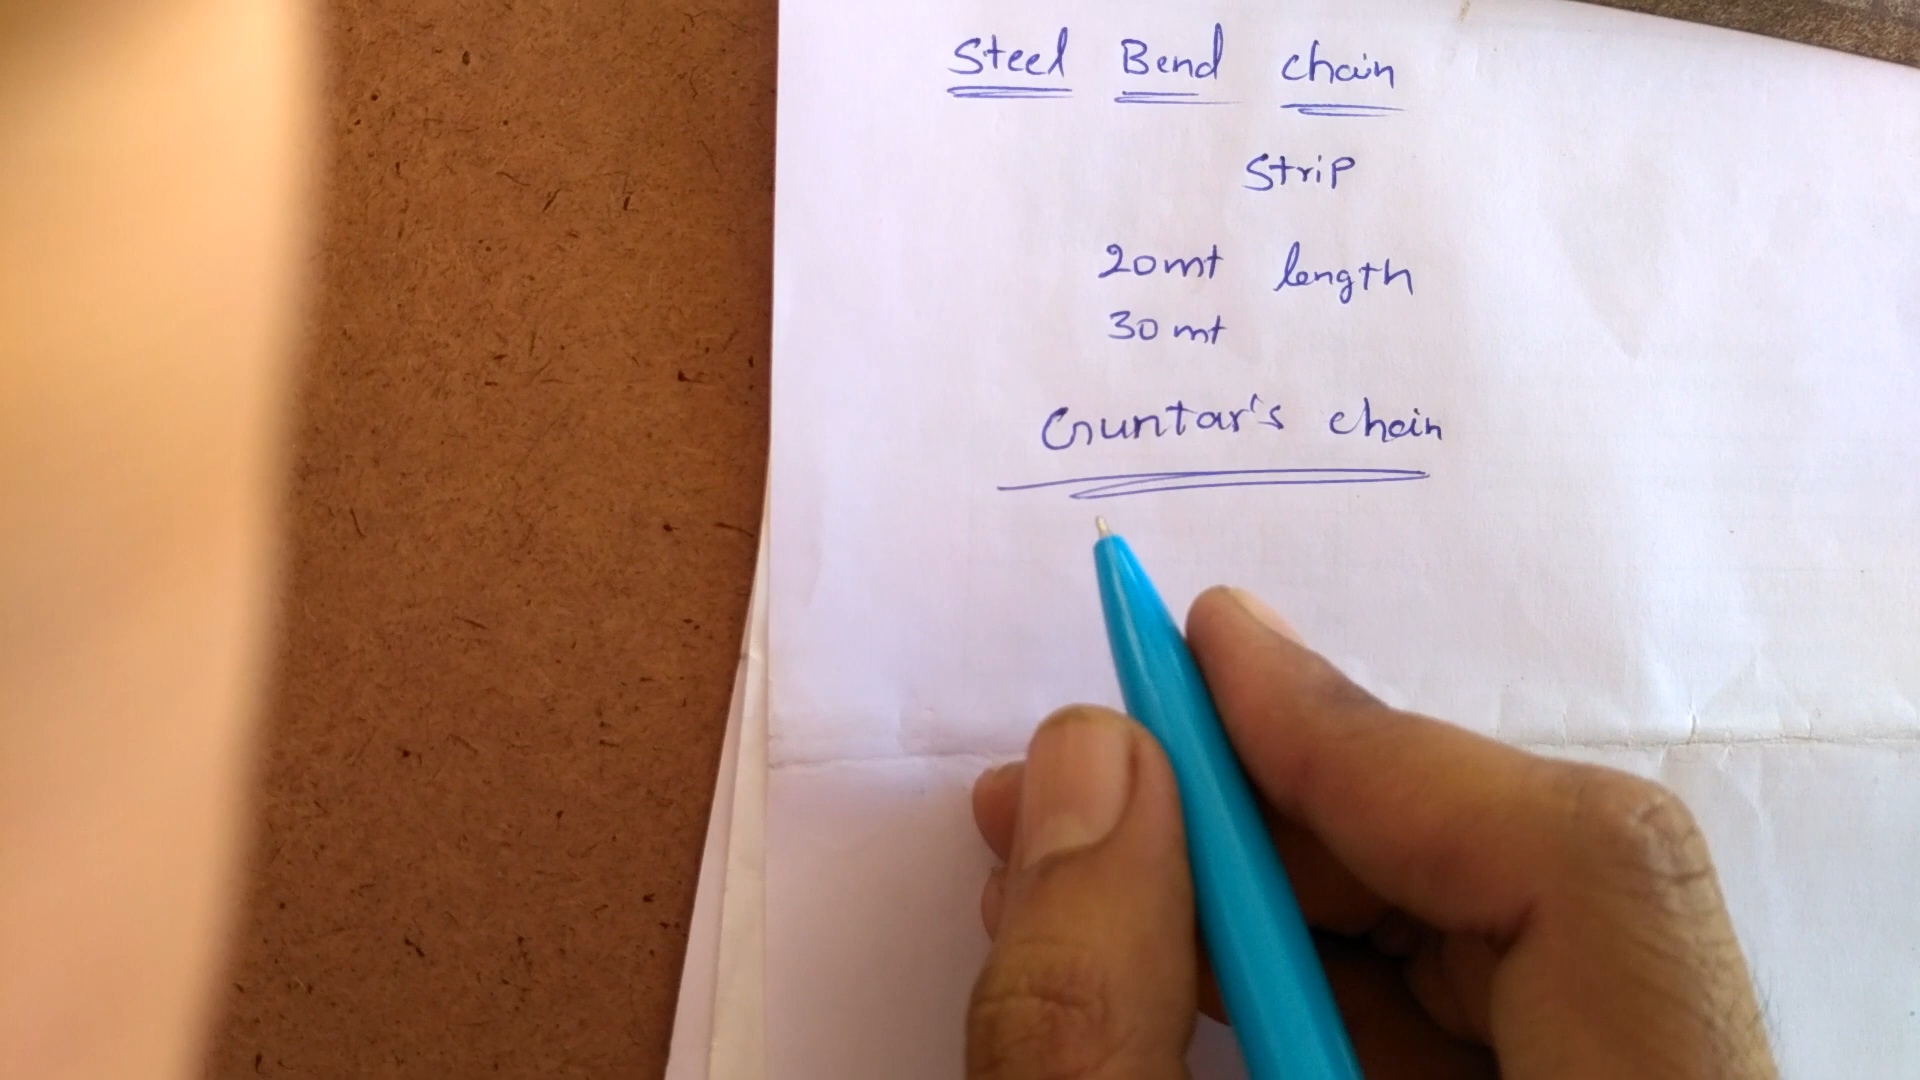 Steel Bend chain
Strip
20mt length
30mt
Guntar's chain